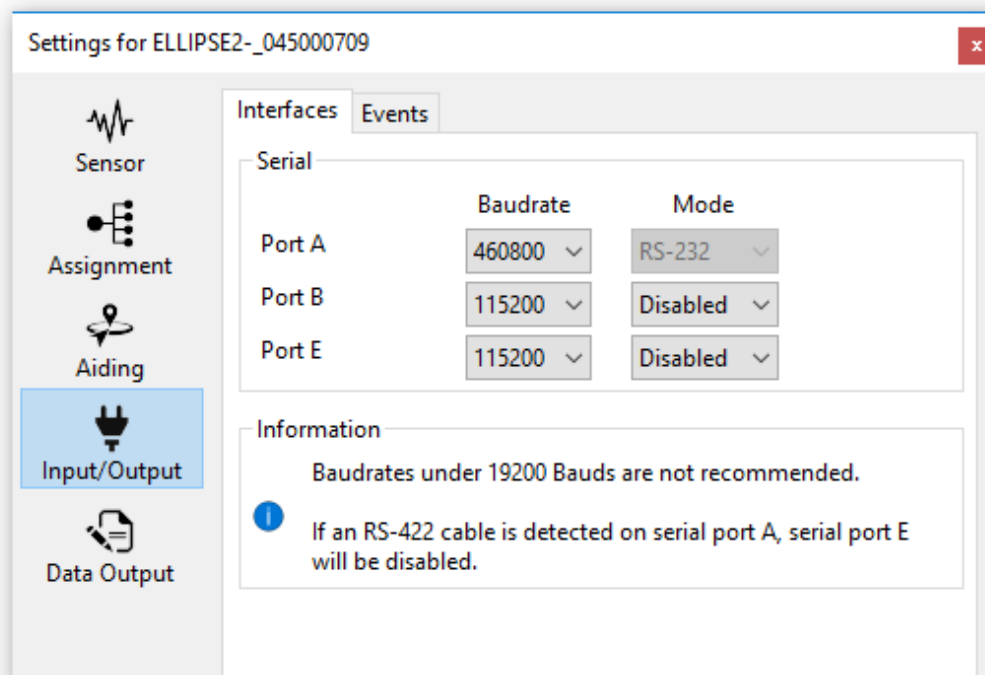 Settings for ELLIPSE2-_045000709
x
Sensor
Assignment
Aiding
Input/Output
Data Output
Interfaces Events
Serial
Baudrate Mode
Port A 460800 RS-232
Port B 115200 Disabled
Port E 115200 Disabled
Information
Baudrates under 19200 Bauds are not recommended.
If an RS-422 cable is detected on serial port A, serial port E
will be disabled.